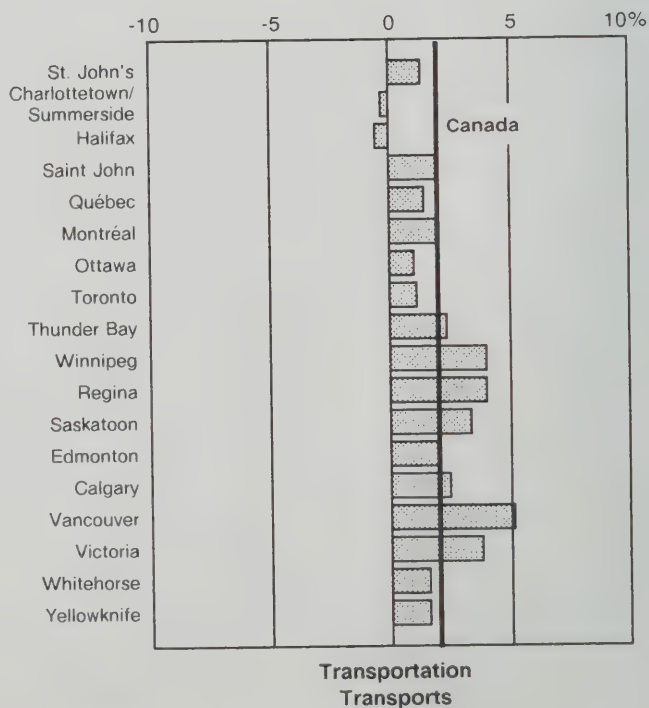 -10 -5 0 5 10%
St. John's
Charlottetown/
Summerside
Halifax
Canada
Saint John
Québec
Montréal
Ottawa
Toronto
Thunder Bay
Winnipeg
Regina
Saskatoon
Edmonton
Calgary
Vancouver
Victoria
Whitehorse
Yellowknife
Transportation
Transports